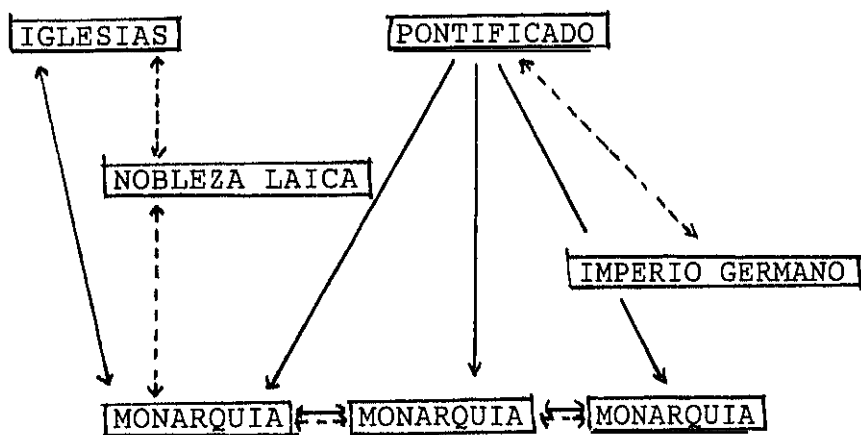 IGLESIAS
PONTIFICADO
NOBLEZA LAICA
IMPERIO GERMANO
MONARQUIA
MONARQUIA
MONARQUIA